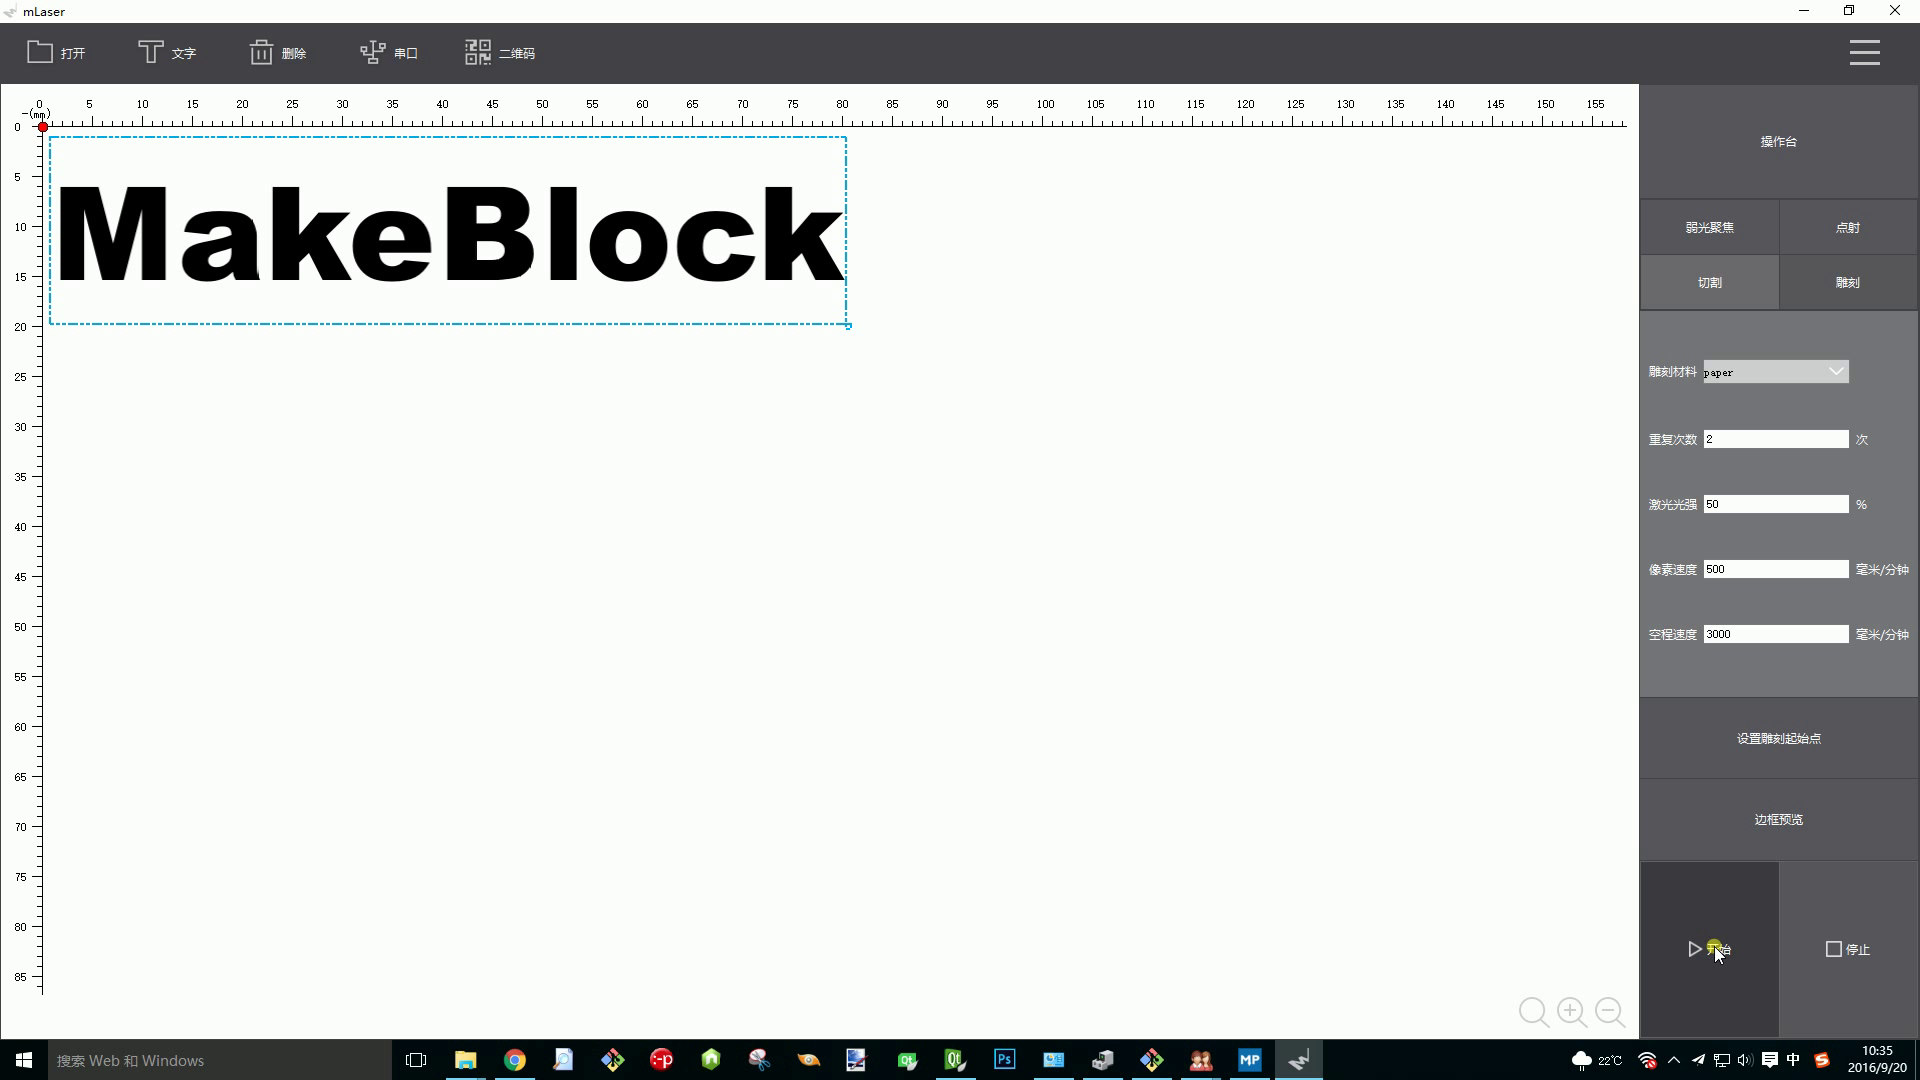 mLaser
打开 文字 删除 串口 二维码
0 5 10 15 20 25 30 35 40 45 50 55 60 65 70 75 80 85 90 95 100 105 110 115 120 125 130 135 140 145 150 155
(mm)
0
5
10
15
20
25
30
35
40
45
50
55
60
65
70
75
80
85
MakeBlock
操作台
弱光聚焦 点射
切割 雕刻
雕刻材料 paper
重复次数 2 次
激光光强 50 %
像素速度 500 毫米/分钟
空程速度 3000 毫米/分钟
设置雕刻起始点
边框预览
开始 停止
搜索 Web 和 Windows
Qt Qt Ps MP
22℃ 中 S
10:35
2016/9/20